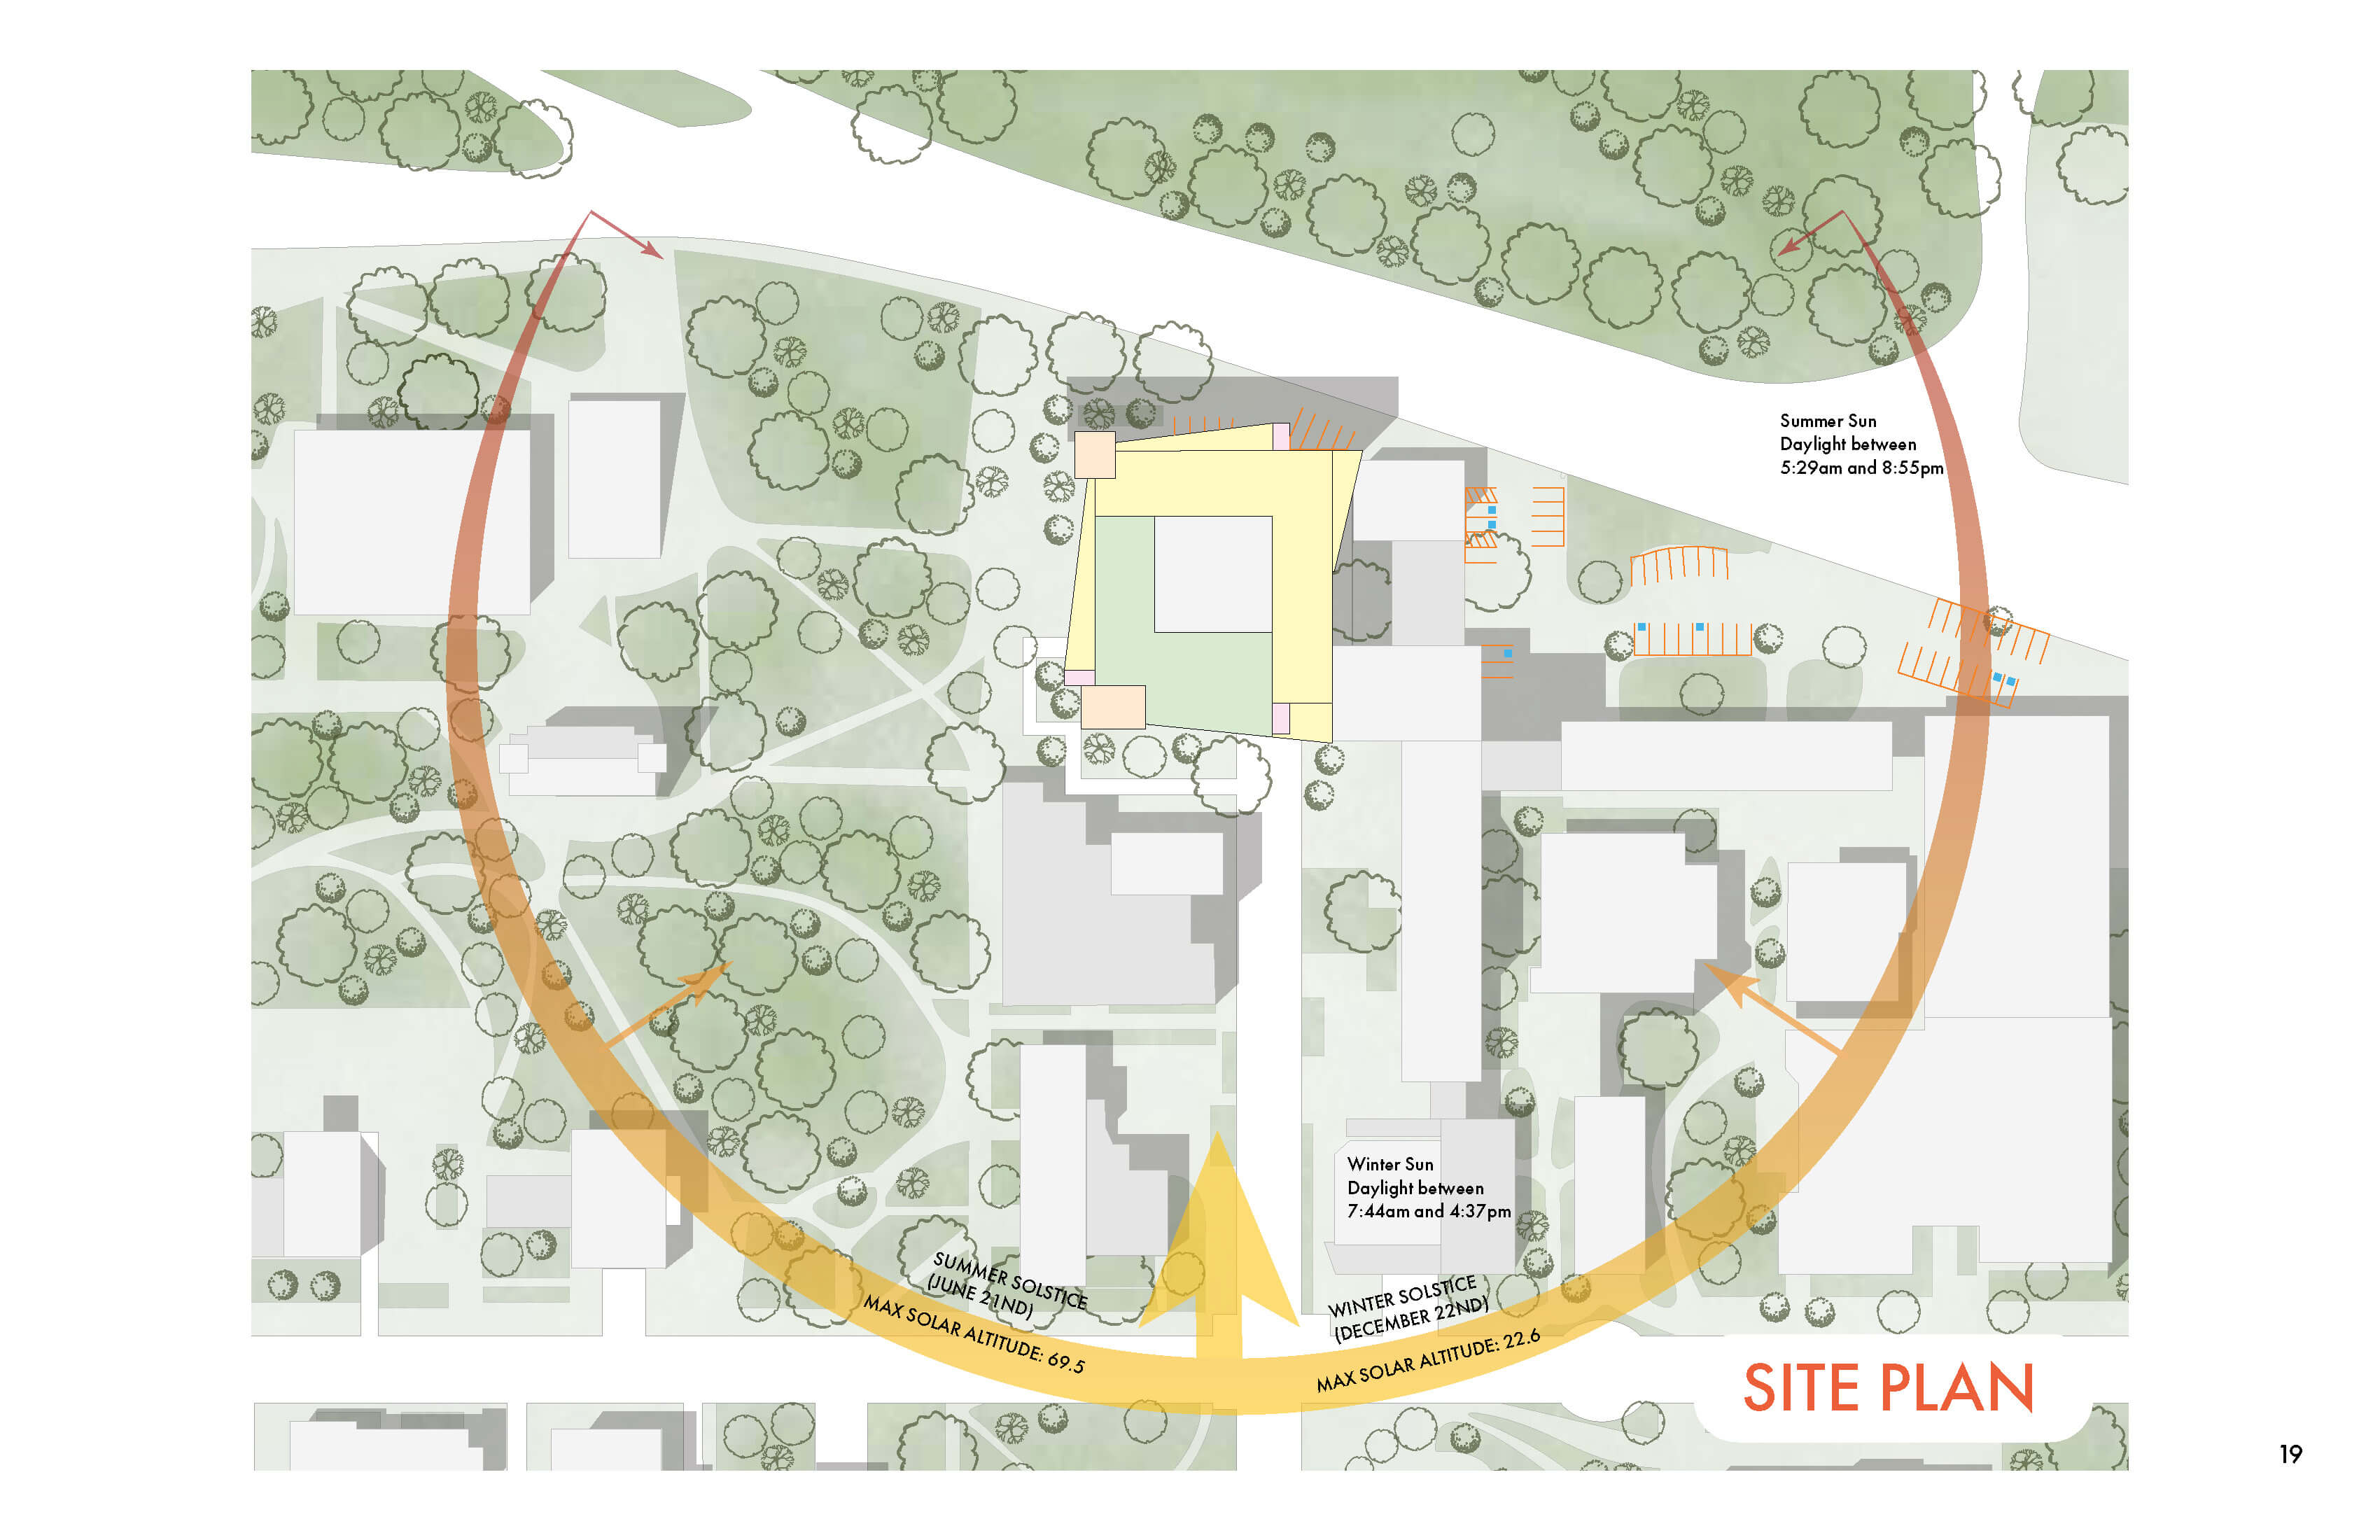 Summer Sun
Daylight between
5:29am and 8:55pm
Winter Sun
Daylight between
7:44am and 4:37pm
SUMMER SOLSTICE
(JUNE 21ND)
MAX SOLAR ALTITUDE: 69.5
WINTER SOLSTICE
(DECEMBER 22ND)
MAX SOLAR ALTITUDE: 22.6
SITE PLAN
19